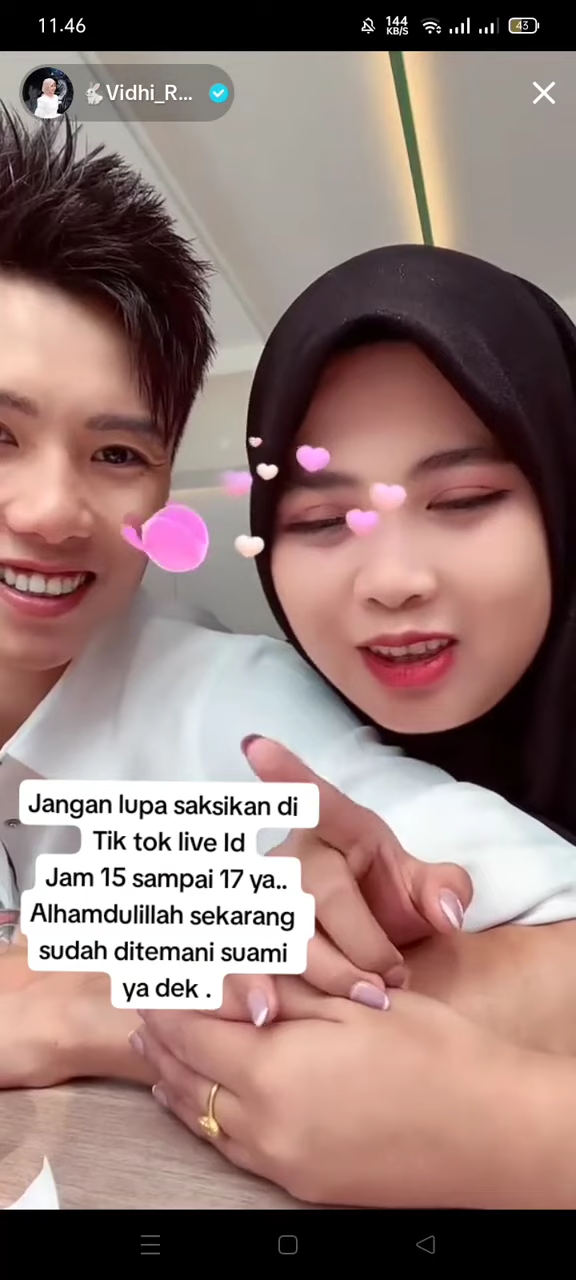 11.46
144
KB/S
43
🐇Vidhi_R...
Jangan lupa saksikan di
Tik tok live Id
Jam 15 sampai 17 ya..
Alhamdulillah sekarang
sudah ditemani suami
ya dek .